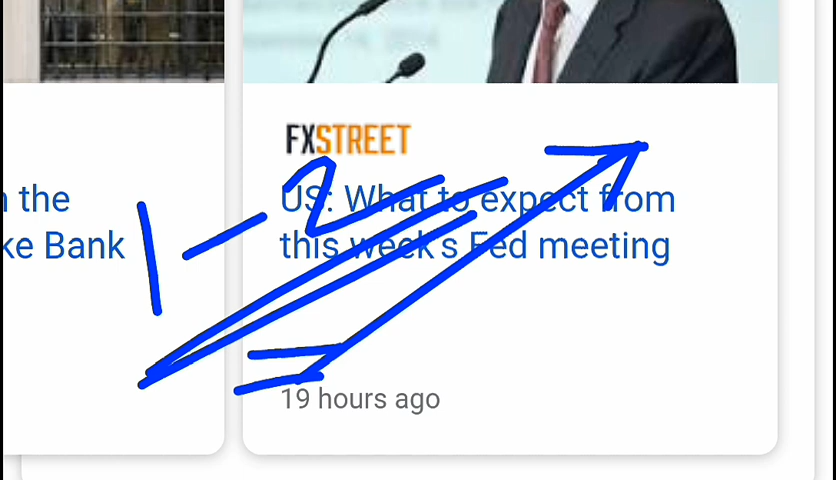 FXSTREET
n the
US: What to expect from
ke Bank
this week's Fed meeting
1-2
19 hours ago